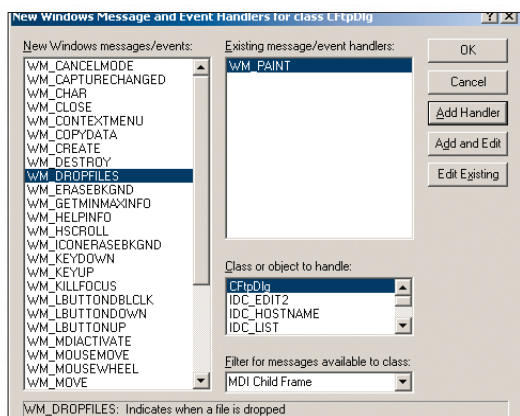 New Windows Message and Event Handlers for class CFtpDlg
New Windows messages/events:
WM_CANCELMODE
WM_CAPTURECHANGED
WM_CHAR
WM_CLOSE
WM_CONTEXTMENU
WM_COPYDATA
WM_CREATE
WM_DESTROY
WM_DROPFILES
WM_ERASEBKGND
WM_GETMINMAXINFO
WM_HELPINFO
WM_HSCROLL
WM_ICONERASEBKGND
WM_KEYDOWN
WM_KEYUP
WM_KILLFOCUS
WM_LBUTTONDBLCLK
WM_LBUTTONDOWN
WM_LBUTTONUP
WM_MDIACTIVATE
WM_MOUSEMOVE
WM_MOUSEWHEEL
WM_MOVE
Existing message/event handlers:
WM_PAINT
Class or object to handle:
CFtpDlg
IDC_EDIT2
IDC_HOSTNAME
IDC_LIST
Filter for messages available to class:
MDI Child Frame
OK
Cancel
Add Handler
Add and Edit
Edit Existing
WM_DROPFILES: Indicates when a file is dropped